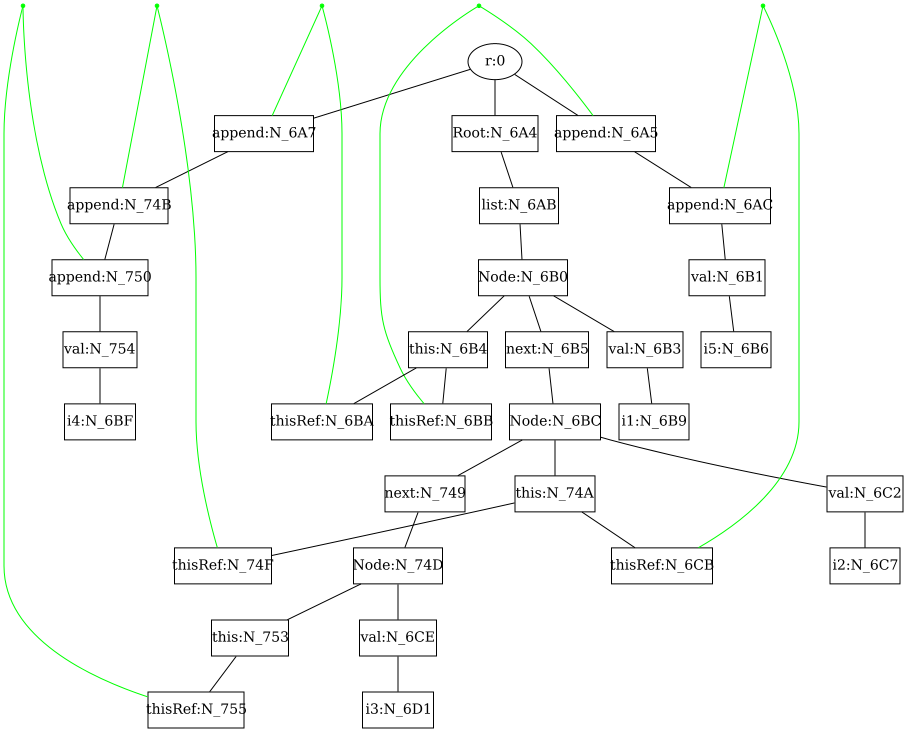 r:0
append:N_6A7
Root:N_6A4
append:N_6A5
append:N_74B
list:N_6AB
append:N_6AC
append:N_750
Node:N_6B0
val:N_6B1
val:N_754
this:N_6B4
next:N_6B5
val:N_6B3
i5:N_6B6
i4:N_6BF
thisRef:N_6BA
thisRef:N_6BB
Node:N_6BC
i1:N_6B9
next:N_749
this:N_74A
val:N_6C2
thisRef:N_74F
Node:N_74D
thisRef:N_6CB
i2:N_6C7
this:N_753
val:N_6CE
thisRef:N_755
i3:N_6D1